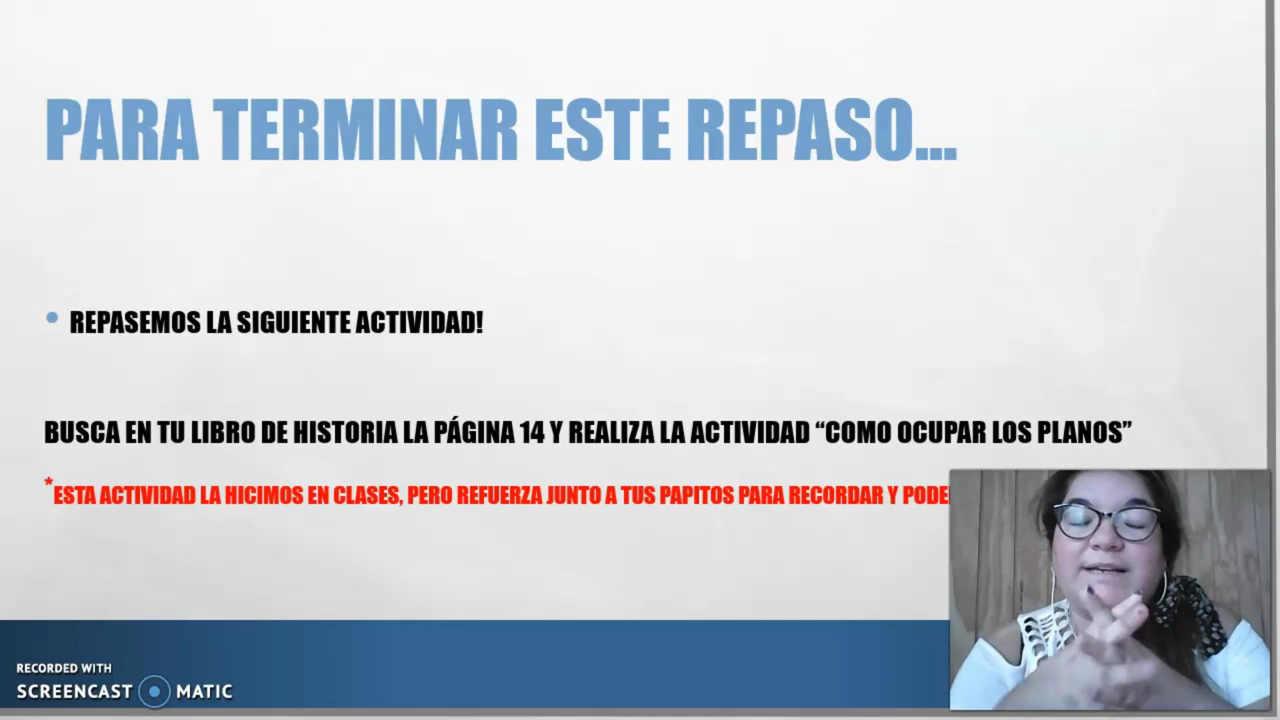 PARA TERMINAR ESTE REPASO...
• REPASEMOS LA SIGUIENTE ACTIVIDAD!
BUSCA EN TU LIBRO DE HISTORIA LA PÁGINA 14 Y REALIZA LA ACTIVIDAD “COMO OCUPAR LOS PLANOS”
*ESTA ACTIVIDAD LA HICIMOS EN CLASES, PERO REFUERZA JUNTO A TUS PAPITOS PARA RECORDAR Y
RECORDED WITH
SCREENCAST MATIC